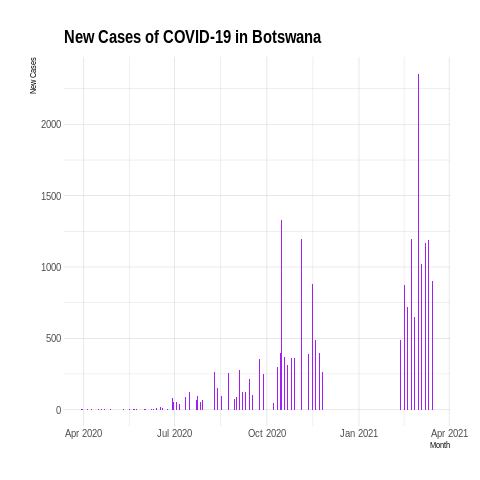 New Cases of COVID-19 in Botswana
New Cases
2000
1500
1000
500
0
Apr 2020
Jul 2020
Oct 2020
Jan 2021
Apr 2021
Month